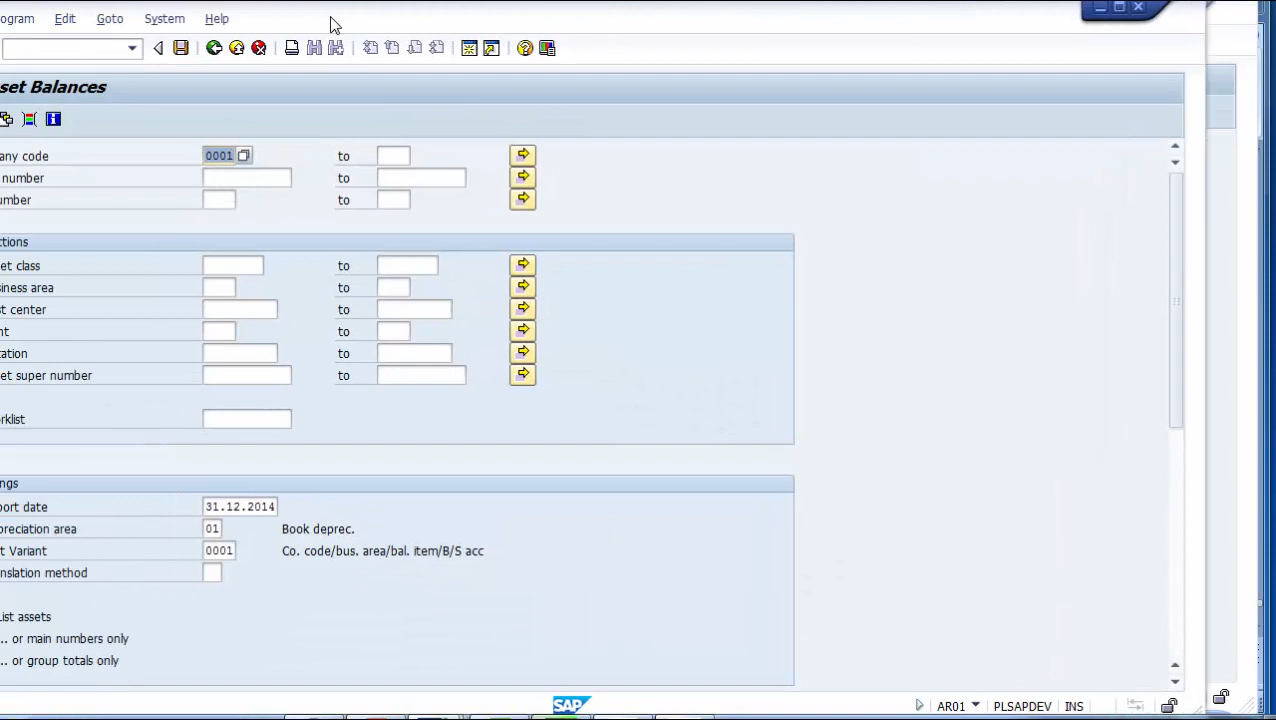 ogram Edit Goto System Help
set Balances
any code 0001 to
number to
umber to
ctions
et class to
siness area to
st center to
nt to
cation to
et super number to
rklist
ngs
port date 31.12.2014
preciation area 01 Book deprec.
t Variant 0001 Co. code/bus. area/bal. item/B/S acc
nslation method
ist assets
... or main numbers only
... or group totals only
SAP AR01 PLSAPDEV INS